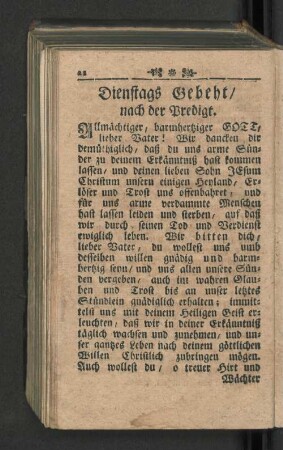 22
Dienstags Gebeht/
nach der Predigt.
Allmächtiger, barmhertziger GOTT,
lieber Vater! Wir dancken dir
demüthiglich, daß du uns arme Sün-
der zu deinem Erkänntniß hast kommen
lassen/ und deinen lieben Sohn JEsum
Christum unsern einigen Heyland, Er-
löser und Trost uns offenbahret; und
für uns arme verdammte Menschen
hast lassen leiden und sterben, auf daß
wir durch seinen Tod und Verdienst
ewiglich leben. Wir bitten dich/
lieber Vater, du wollest uns umb
desselben willen gnädig und barm-
hertzig seyn/ und uns allen unsere Sün-
den vergeben/ auch im wahren Glau-
ben und Trost bis an unser letztes
Stündlein gnädiglich erhalten; immit-
telst uns mit deinem Heiligen Geist er-
leuchten/ daß wir in deiner Erkänntniß
täglich wachsen und zunehmen/ und un-
ser gantzes Leben nach deinem göttlichen
Willen Christlich zubringen mögen.
Auch wollest du/ o treuer Hirt und
Wächter